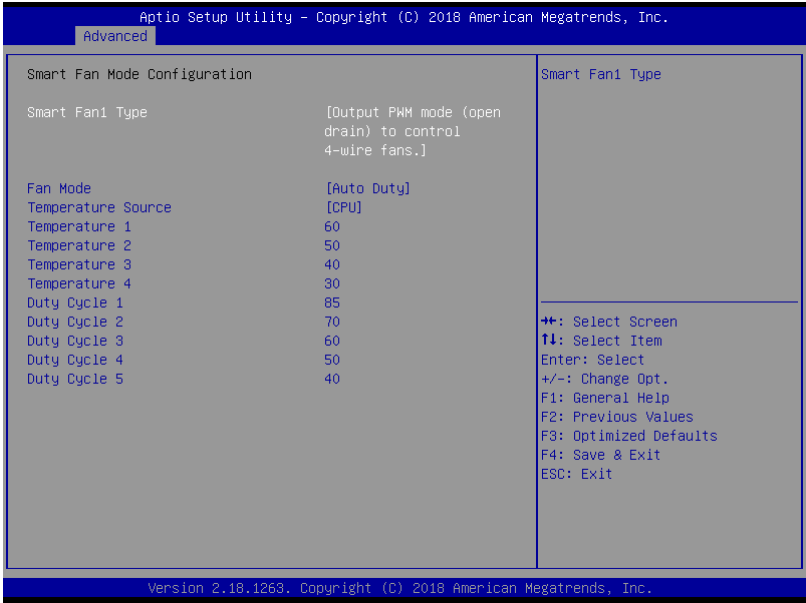 Aptio Setup Utility – Copyright (C) 2018 American Megatrends, Inc.
Advanced
Smart Fan Mode Configuration
Smart Fan1 Type [Output PWM mode (open
drain) to control
4-wire fans.]
Fan Mode [Auto Duty]
Temperature Source [CPU]
Temperature 1 60
Temperature 2 50
Temperature 3 40
Temperature 4 30
Duty Cycle 1 85
Duty Cycle 2 70
Duty Cycle 3 60
Duty Cycle 4 50
Duty Cycle 5 40
Smart Fan1 Type
→←: Select Screen
↑↓: Select Item
Enter: Select
+/-: Change Opt.
F1: General Help
F2: Previous Values
F3: Optimized Defaults
F4: Save & Exit
ESC: Exit
Version 2.18.1263. Copyright (C) 2018 American Megatrends, Inc.